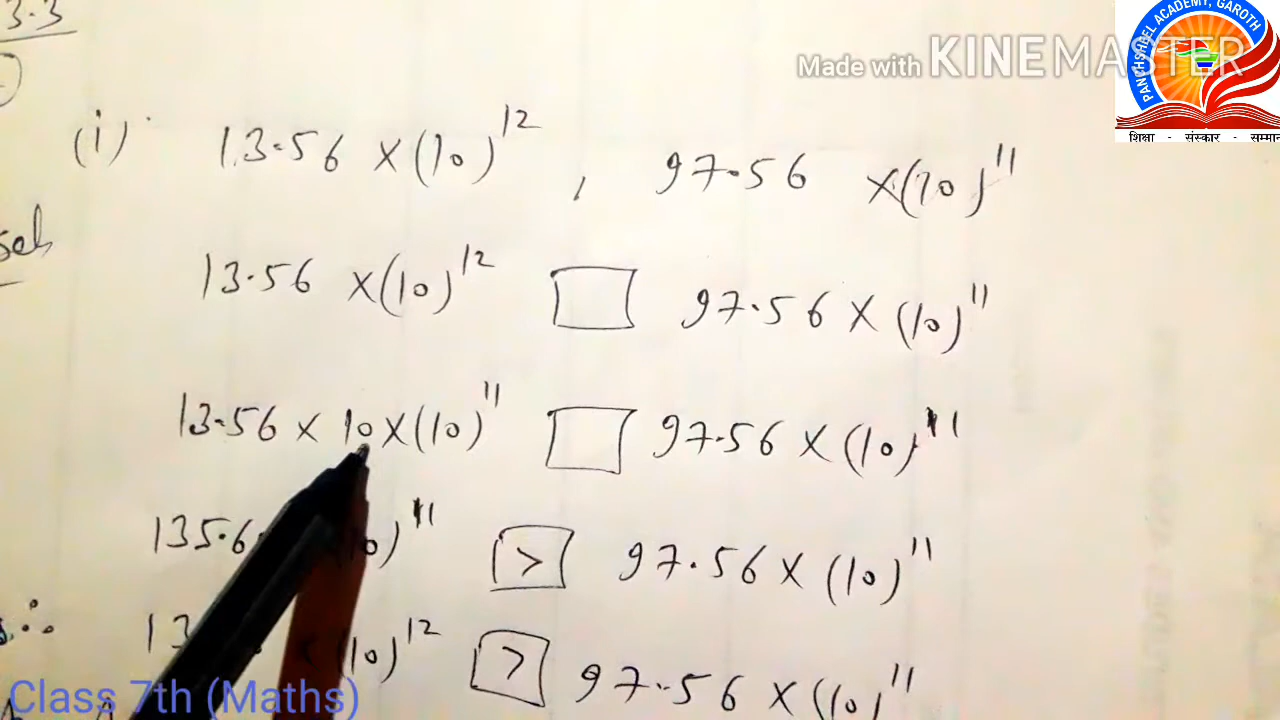 3.3
Made with KINEMASTER
PANCHSHEEL ACADEMY, GAROTH
शिक्षा - संस्कार - सम्मान
(i) 13.56 × (10)^12 , 97.56 × (10)^11
13.56 × (10)^12 □ 97.56 × (10)^11
13.56 × 10 × (10)^11 □ 97.56 × (10)^11
135.6 10)^11 > 97.56 × (10)^11
∴ 13 × (10)^12 > 97.56 × (10)^11
Class 7th (Maths)